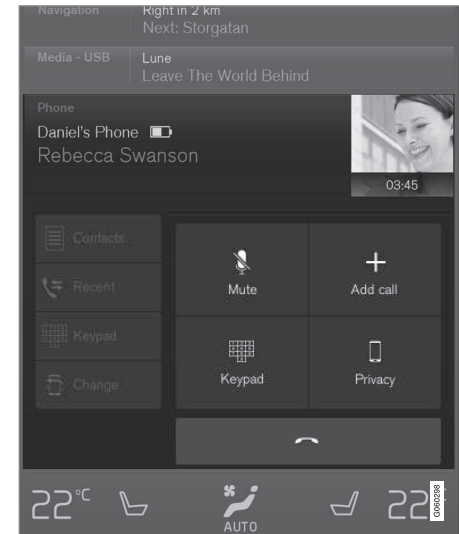 Navigation
Right in 2 km
Next: Storgatan
Media - USB
Lune
Leave The World Behind
Phone
Daniel's Phone
Rebecca Swanson
03:45
Contacts
Recent
Keypad
Change
Mute
Add call
Keypad
Privacy
22°C
AUTO
22°
G060298